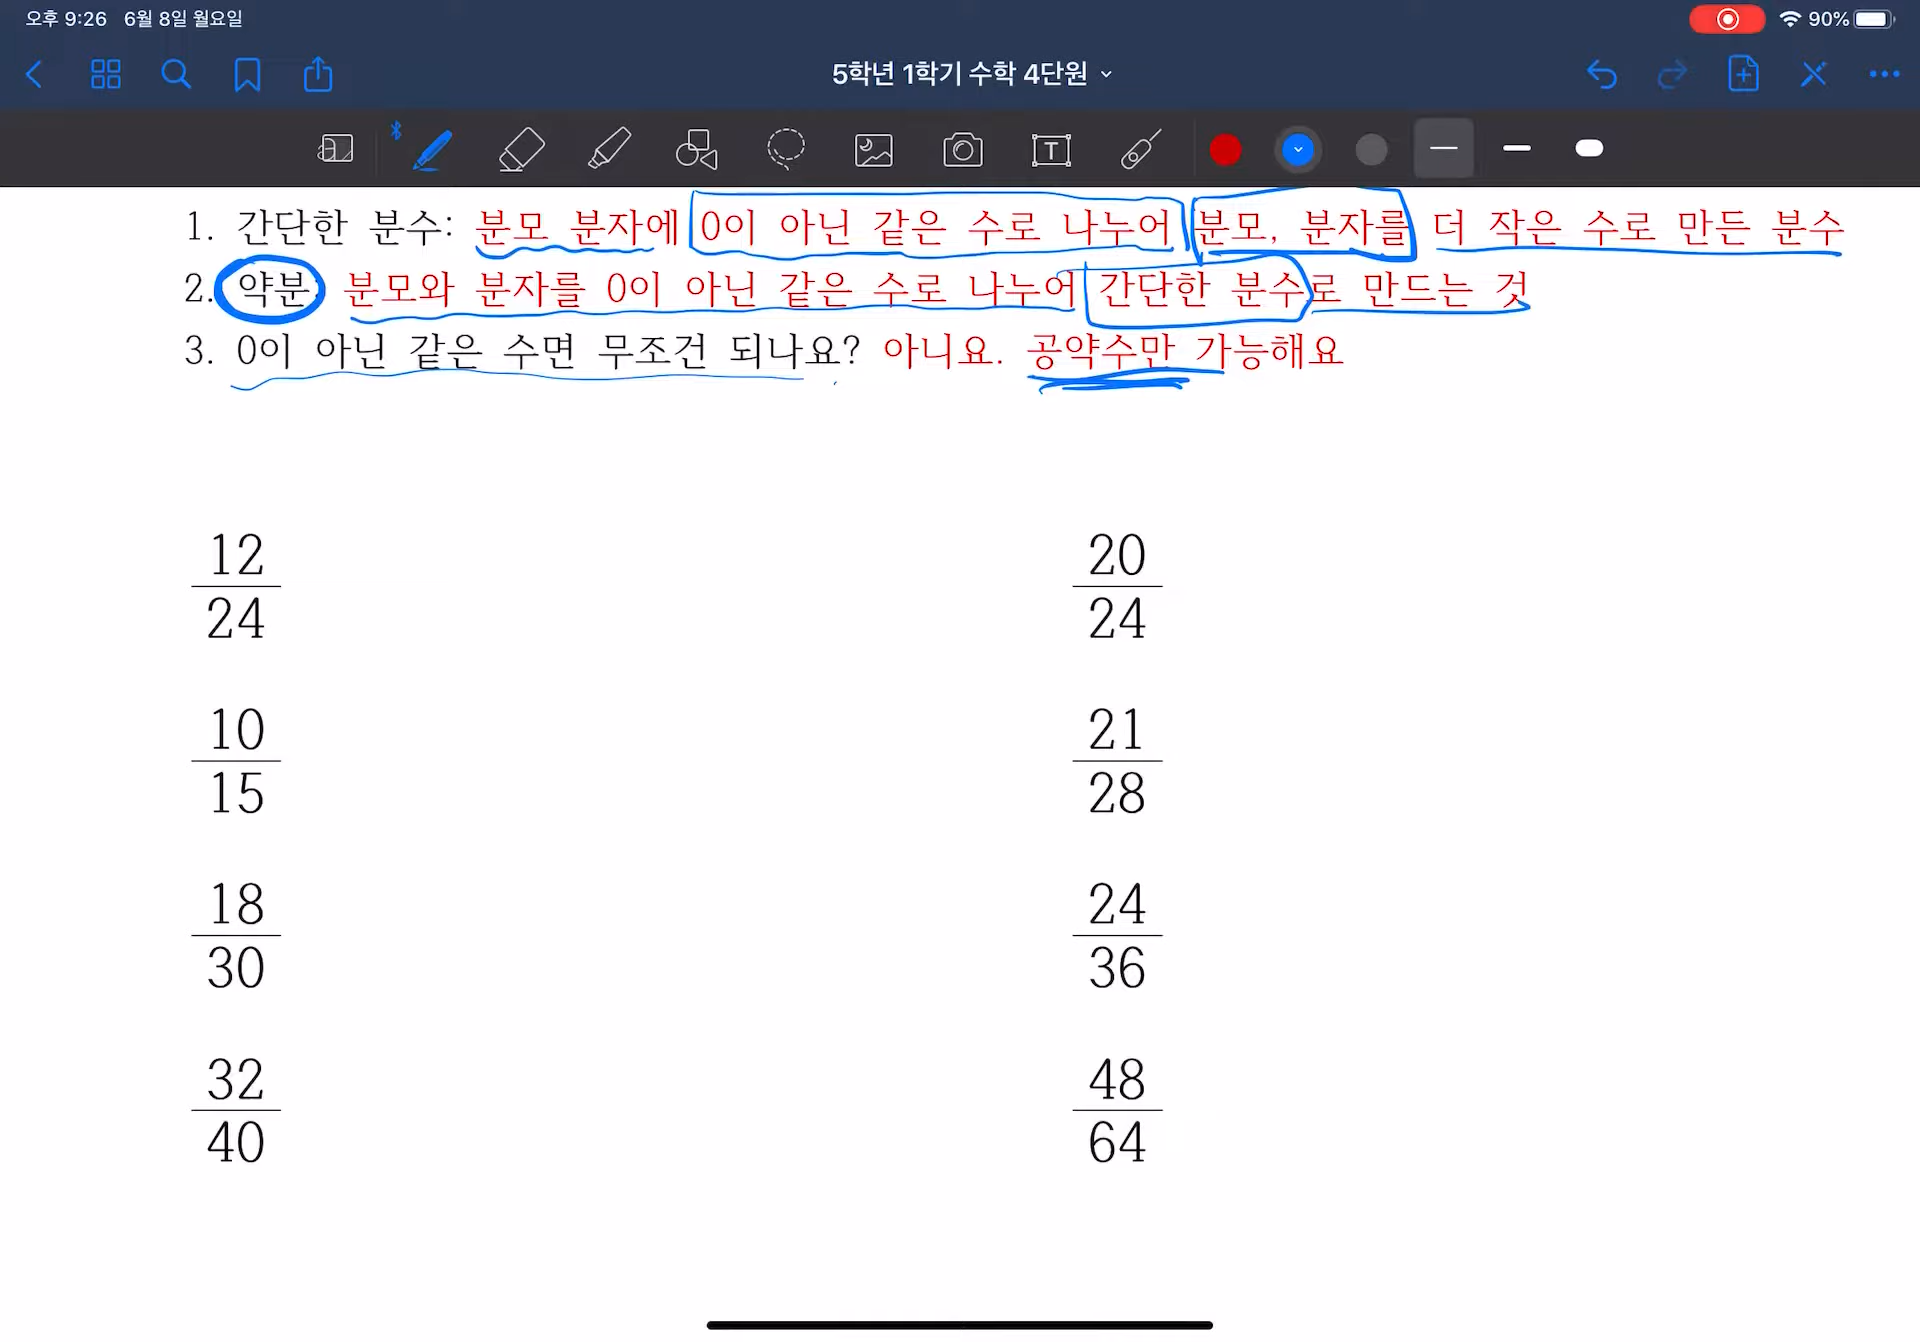 오후 9:26 6월 8일 월요일 90%
5학년 1학기 수학 4단원
1. 간단한 분수: 분모 분자에 0이 아닌 같은 수로 나누어 분모, 분자를 더 작은 수로 만든 분수
2. 약분: 분모와 분자를 0이 아닌 같은 수로 나누어 간단한 분수로 만드는 것
3. 0이 아닌 같은 수면 무조건 되나요? 아니요. 공약수만 가능해요
12 20
24 24
10 21
15 28
18 24
30 36
32 48
40 64